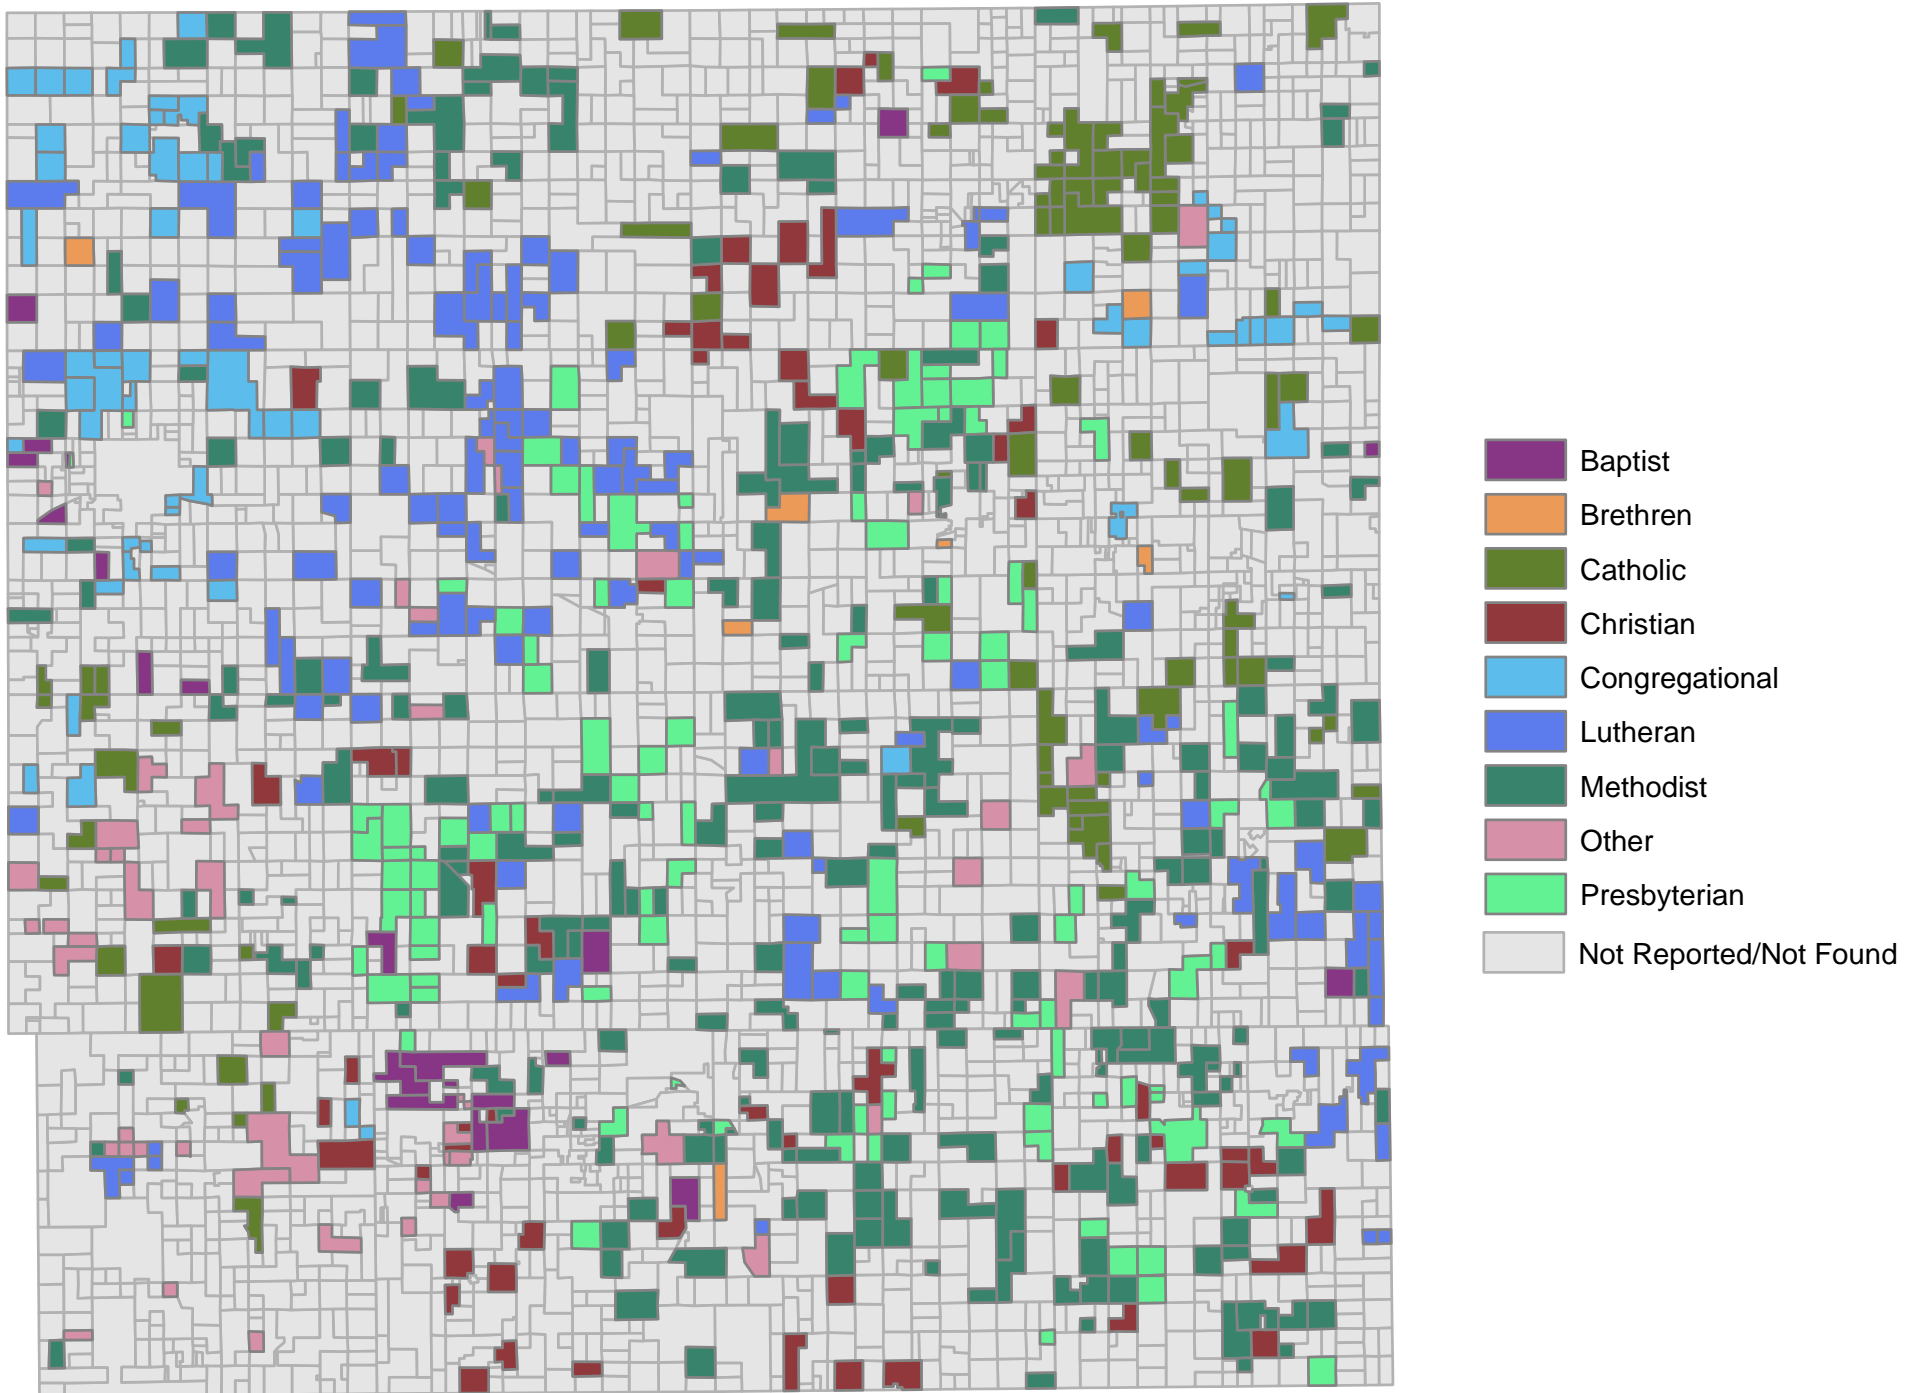 Baptist
Brethren
Catholic
Christian
Congregational
Lutheran
Methodist
Other
Presbyterian
Not Reported/Not Found